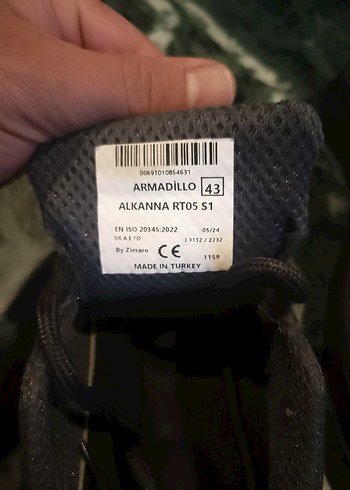 00691010854631
ARMADİLLO 43
ALKANNA RT05 S1
EN ISO 20345:2022 05/24
SR A E FO / 3112 / 2232
By Zimaro CE 1159
MADE IN TURKEY